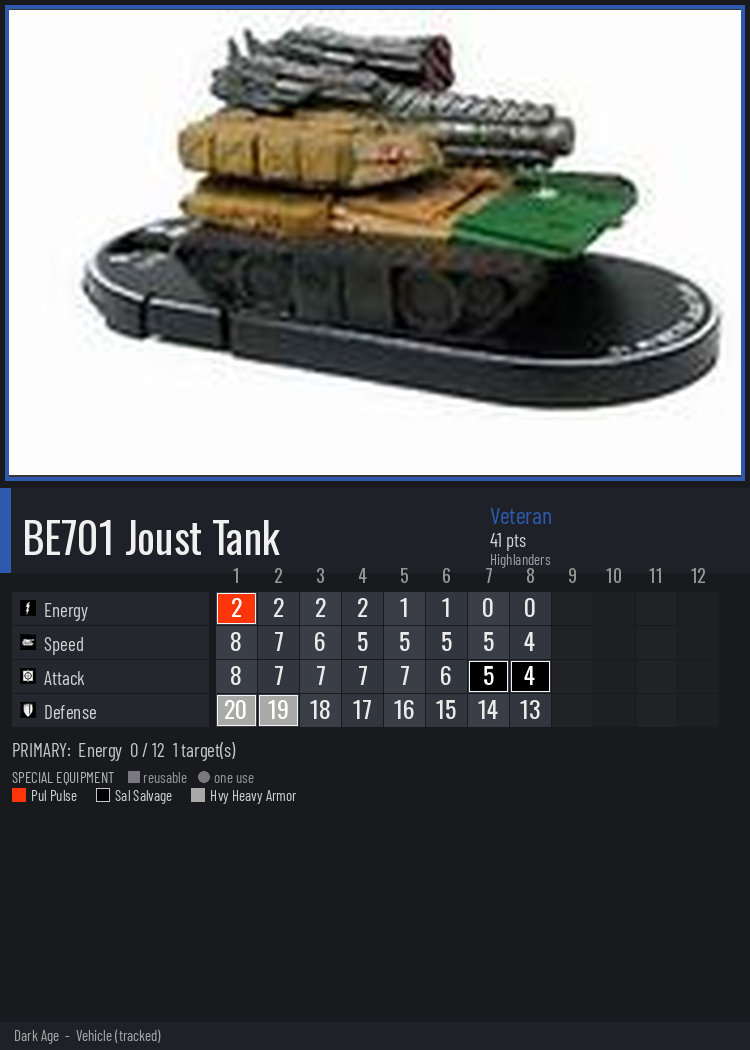 BE701 Joust Tank
Veteran
41 pts
Highlanders
1 2 3 4 5 6 7 8 9 10 11 12
Energy 2 2 2 2 1 1 0 0
Speed 8 7 6 5 5 5 5 4
Attack 8 7 7 7 7 6 5 4
Defense 20 19 18 17 16 15 14 13
PRIMARY: Energy 0 / 12 1 target(s)
SPECIAL EQUIPMENT reusable one use
Pul Pulse Sal Salvage Hvy Heavy Armor
Dark Age - Vehicle (tracked)